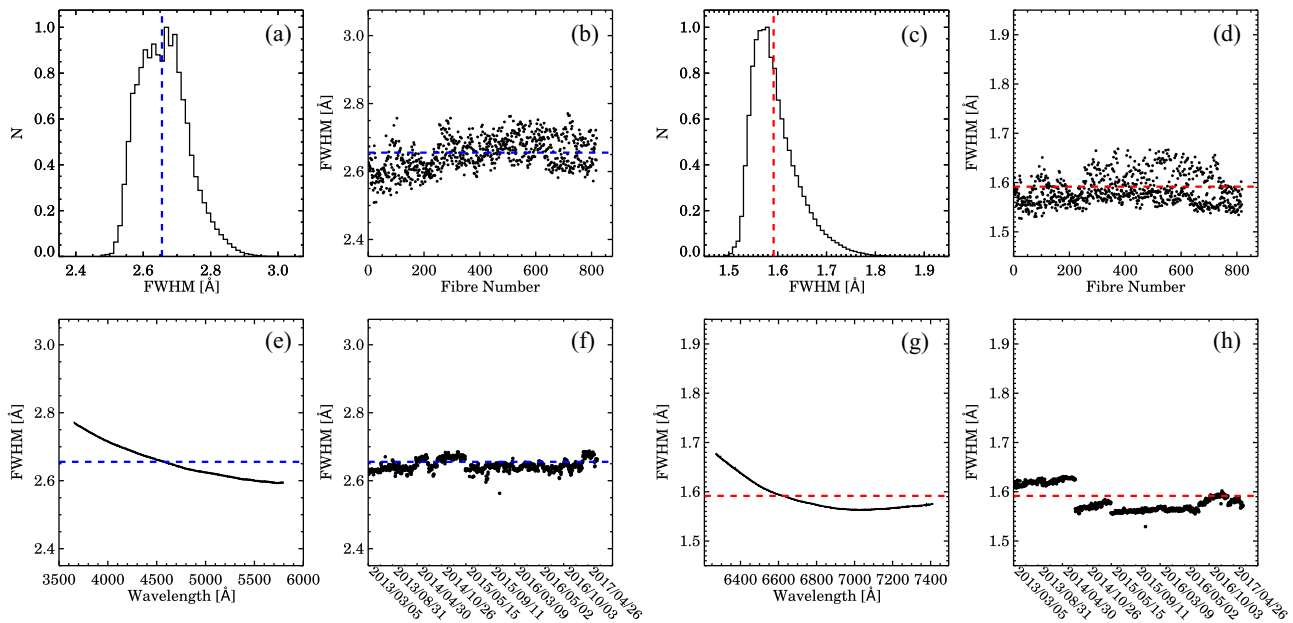 (a) (b) (c) (d)
1.0 0.8 0.6 0.4 0.2 0.0
N
2.4 2.6 2.8 3.0
FWHM [Å]
3.0 2.8 2.6 2.4
FWHM [Å]
0 200 400 600 800
Fibre Number
1.0 0.8 0.6 0.4 0.2 0.0
N
1.5 1.6 1.7 1.8 1.9
FWHM [Å]
1.9 1.8 1.7 1.6 1.5
FWHM [Å]
0 200 400 600 800
Fibre Number
(e) (f) (g) (h)
3.0 2.8 2.6 2.4
FWHM [Å]
3500 4000 4500 5000 5500 6000
Wavelength [Å]
3.0 2.8 2.6 2.4
FWHM [Å]
2013/03/05 2013/08/31 2014/04/30 2014/10/26 2015/05/15 2015/09/11 2016/03/09 2016/05/02 2016/10/03 2017/04/26
1.9 1.8 1.7 1.6 1.5
FWHM [Å]
6400 6600 6800 7000 7200 7400
Wavelength [Å]
1.9 1.8 1.7 1.6 1.5
FWHM [Å]
2013/03/05 2013/08/31 2014/04/30 2014/10/26 2015/05/15 2015/09/11 2016/03/09 2016/05/02 2016/10/03 2017/04/26